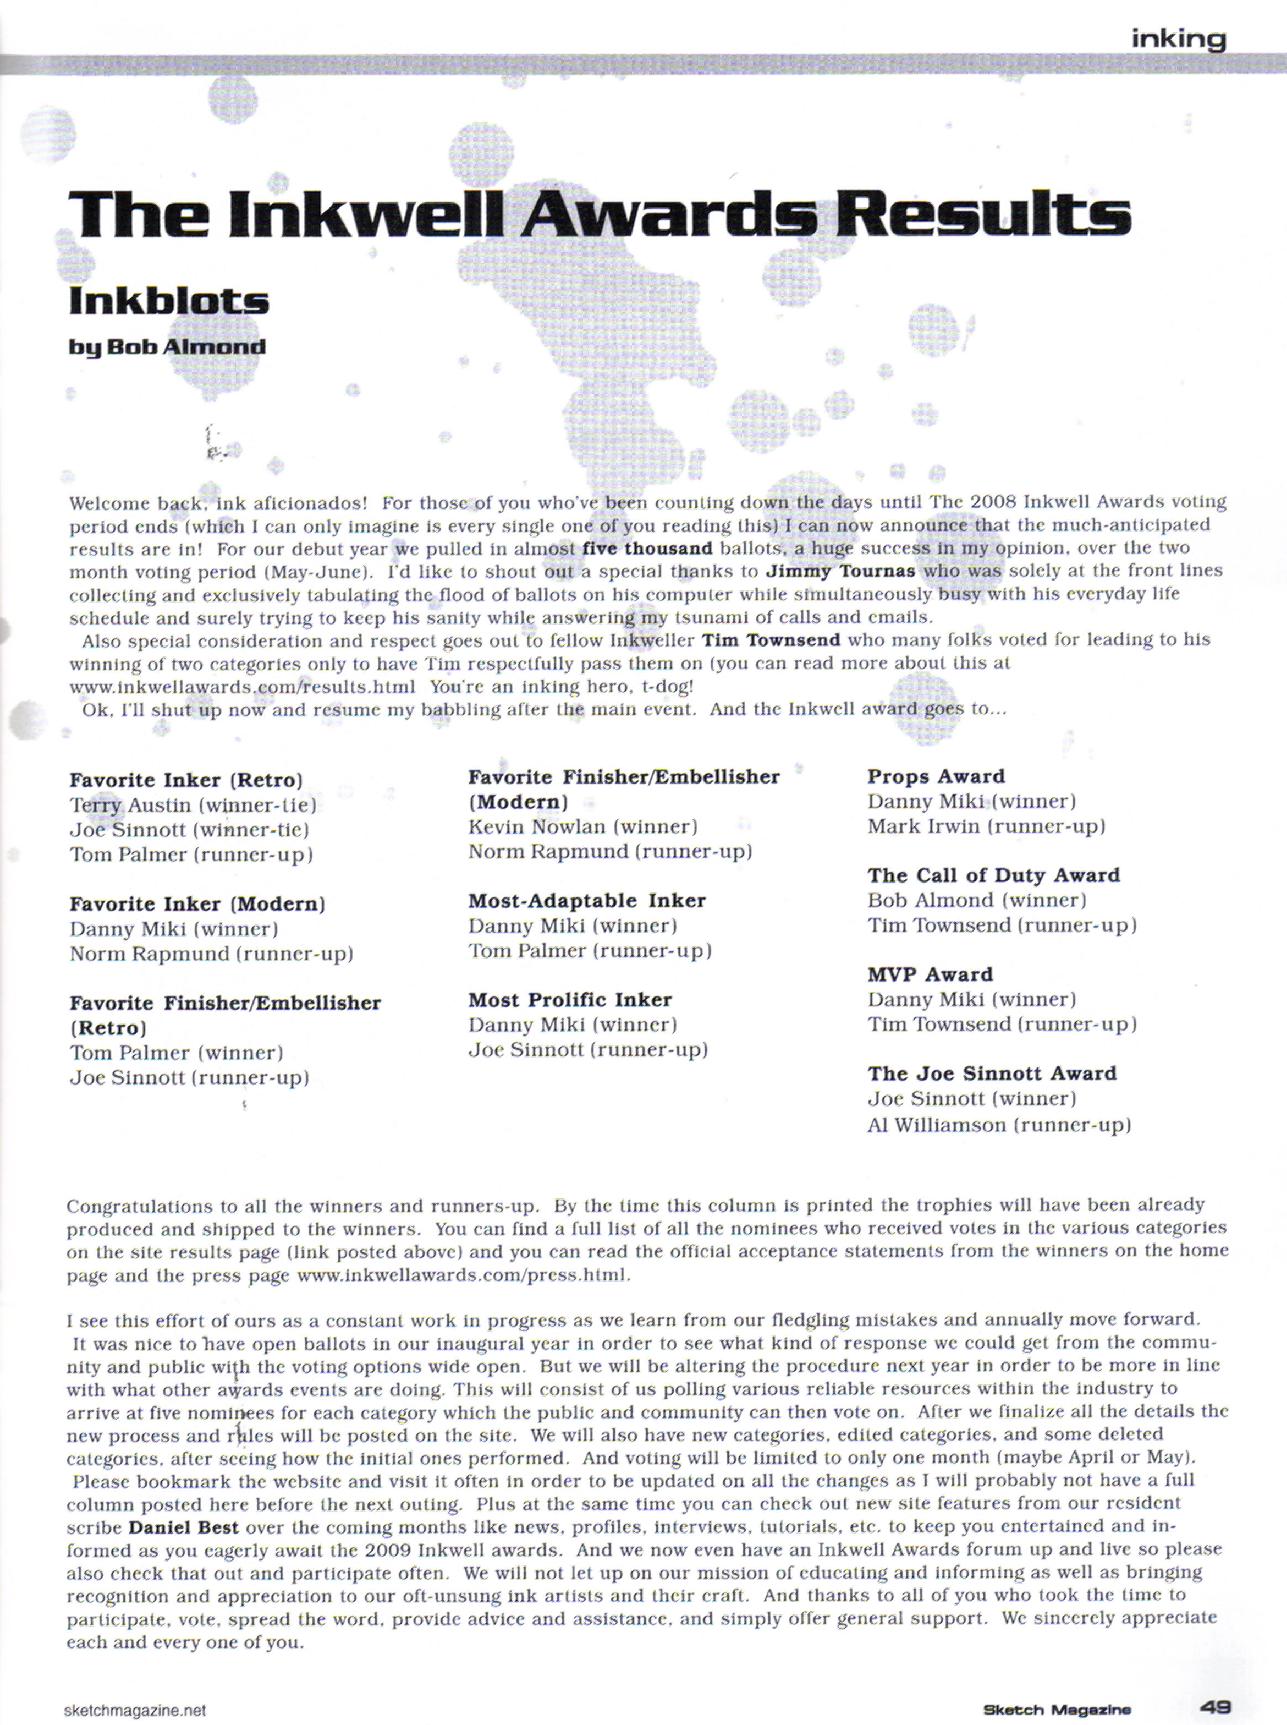 inking
The Inkwell Awards Results
Inkblots
by Bob Almond
Welcome back, ink aficionados!  For those of you who've been counting down the days until The 2008 Inkwell Awards voting
period ends (which I can only imagine is every single one of you reading this) I can now announce that the much-anticipated
results are in!  For our debut year we pulled in almost five thousand ballots, a huge success in my opinion, over the two
month voting period (May-June).  I'd like to shout out a special thanks to Jimmy Tournas who was solely at the front lines
collecting and exclusively tabulating the flood of ballots on his computer while simultaneously busy with his everyday life
schedule and surely trying to keep his sanity while answering my tsunami of calls and emails.
Also special consideration and respect goes out to fellow Inkweller Tim Townsend who many folks voted for leading to his
winning of two categories only to have Tim respectfully pass them on (you can read more about this at
www.inkwellawards.com/results.html  You're an inking hero, t-dog!
Ok, I'll shut up now and resume my babbling after the main event.  And the Inkwell award goes to...
Favorite Inker (Retro)
Terry Austin (winner-tie)
Joe Sinnott (winner-tie)
Tom Palmer (runner-up)
Favorite Inker (Modern)
Danny Miki (winner)
Norm Rapmund (runner-up)
Favorite Finisher/Embellisher
(Retro)
Tom Palmer (winner)
Joe Sinnott (runner-up)
Favorite Finisher/Embellisher
(Modern)
Kevin Nowlan (winner)
Norm Rapmund (runner-up)
Most-Adaptable Inker
Danny Miki (winner)
Tom Palmer (runner-up)
Most Prolific Inker
Danny Miki (winner)
Joe Sinnott (runner-up)
Props Award
Danny Miki (winner)
Mark Irwin (runner-up)
The Call of Duty Award
Bob Almond (winner)
Tim Townsend (runner-up)
MVP Award
Danny Miki (winner)
Tim Townsend (runner-up)
The Joe Sinnott Award
Joe Sinnott (winner)
Al Williamson (runner-up)
Congratulations to all the winners and runners-up.  By the time this column is printed the trophies will have been already
produced and shipped to the winners.  You can find a full list of all the nominees who received votes in the various categories
on the site results page (link posted above) and you can read the official acceptance statements from the winners on the home
page and the press page www.inkwellawards.com/press.html.
I see this effort of ours as a constant work in progress as we learn from our fledgling mistakes and annually move forward.
It was nice to have open ballots in our inaugural year in order to see what kind of response we could get from the commu-
nity and public with the voting options wide open.  But we will be altering the procedure next year in order to be more in line
with what other awards events are doing. This will consist of us polling various reliable resources within the industry to
arrive at five nominees for each category which the public and community can then vote on.  After we finalize all the details the
new process and rules will be posted on the site.  We will also have new categories, edited categories, and some deleted
categories, after seeing how the initial ones performed.  And voting will be limited to only one month (maybe April or May).
Please bookmark the website and visit it often in order to be updated on all the changes as I will probably not have a full
column posted here before the next outing.  Plus at the same time you can check out new site features from our resident
scribe Daniel Best over the coming months like news, profiles, interviews, tutorials, etc. to keep you entertained and in-
formed as you eagerly await the 2009 Inkwell awards.  And we now even have an Inkwell Awards forum up and live so please
also check that out and participate often.  We will not let up on our mission of educating and informing as well as bringing
recognition and appreciation to our oft-unsung ink artists and their craft.  And thanks to all of you who took the time to
participate, vote, spread the word, provide advice and assistance, and simply offer general support.  We sincerely appreciate
each and every one of you.
sketchmagazine.net
Sketch Magazine 49